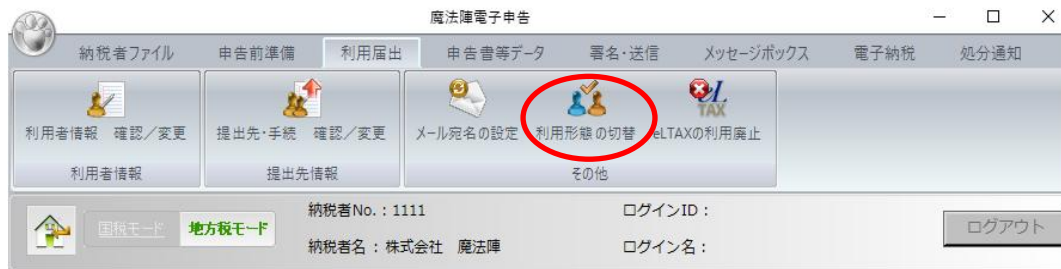 魔法陣電子申告
納税者ファイル 申告前準備 利用届出 申告書等データ 署名・送信 メッセージボックス 電子納税 処分通知
eL
TAX
利用者情報 確認／変更 提出先・手続 確認／変更 メール宛名の設定 利用形態の切替 eLTAXの利用廃止
利用者情報 提出先情報 その他
納税者No.：1111 ログインID：
国税モード 地方税モード ログアウト
納税者名：株式会社 魔法陣 ログイン名：